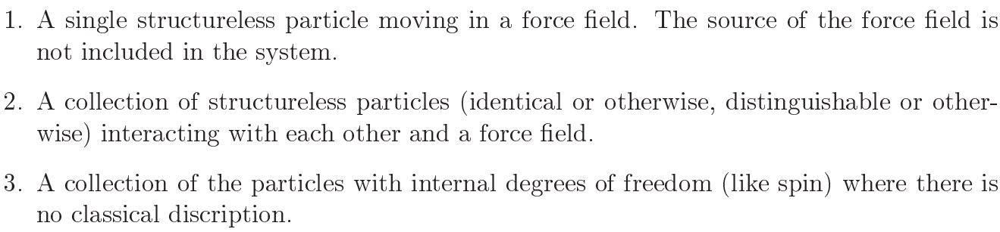 1. A single structureless particle moving in a force field. The source of the force field is
not included in the system.
2. A collection of structureless particles (identical or otherwise, distinguishable or other-
wise) interacting with each other and a force field.
3. A collection of the particles with internal degrees of freedom (like spin) where there is
no classical discription.